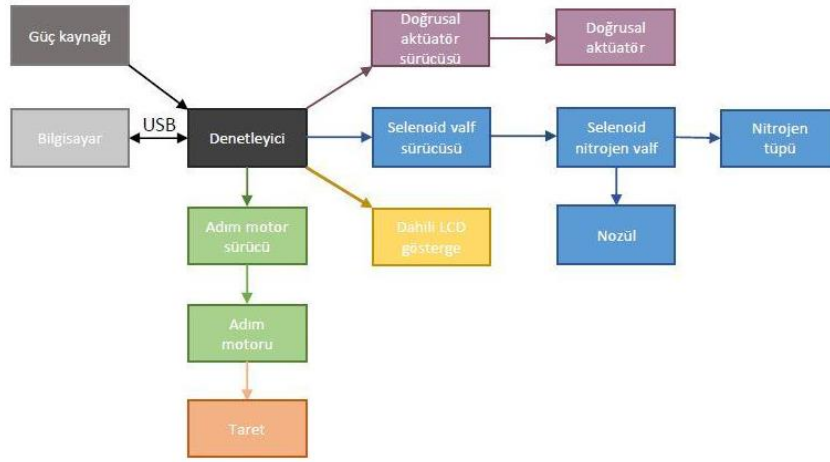 Güç kaynağı
Doğrusal
aktüatör
sürücüsü
Doğrusal
aktüatör
Bilgisayar
USB
Denetleyici
Selenoid valf
sürücüsü
Selenoid
nitrojen valf
Nitrojen
tüpü
Adım motor
sürücü
Dahili LCD
gösterge
Nozül
Adım
motoru
Taret